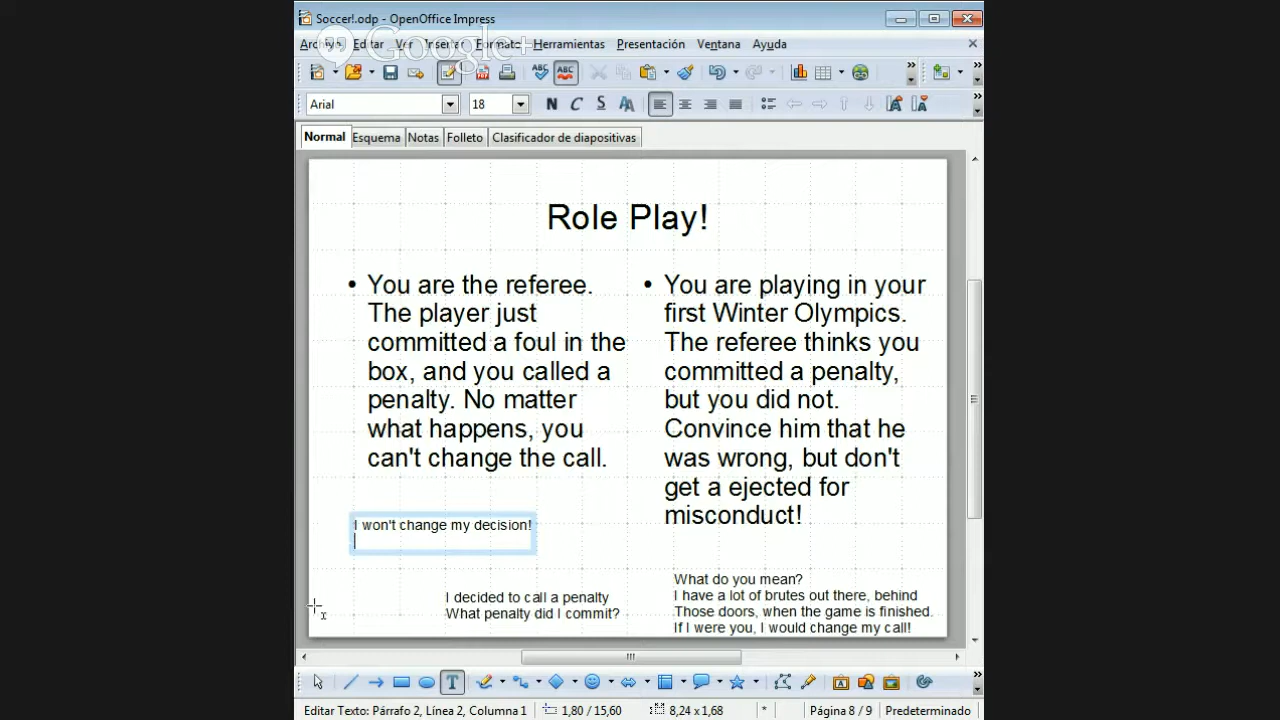 Soccer!.odp - OpenOffice Impress
Google+
Archivo Editar Ver Insertar Formato Herramientas Presentación Ventana Ayuda
Arial 18 N C S
Normal Esquema Notas Folleto Clasificador de diapositivas
Role Play!
• You are the referee.
The player just
committed a foul in the
box, and you called a
penalty. No matter
what happens, you
can't change the call.
• You are playing in your
first Winter Olympics.
The referee thinks you
committed a penalty,
but you did not.
Convince him that he
was wrong, but don't
get a ejected for
misconduct!
I won't change my decision!
I decided to call a penalty
What penalty did I commit?
What do you mean?
I have a lot of brutes out there, behind
Those doors, when the game is finished.
If I were you, I would change my call!
Editar Texto: Párrafo 2, Línea 2, Columna 1 1,80 / 15,60 8,24 x 1,68 * Página 8 / 9 Predeterminado